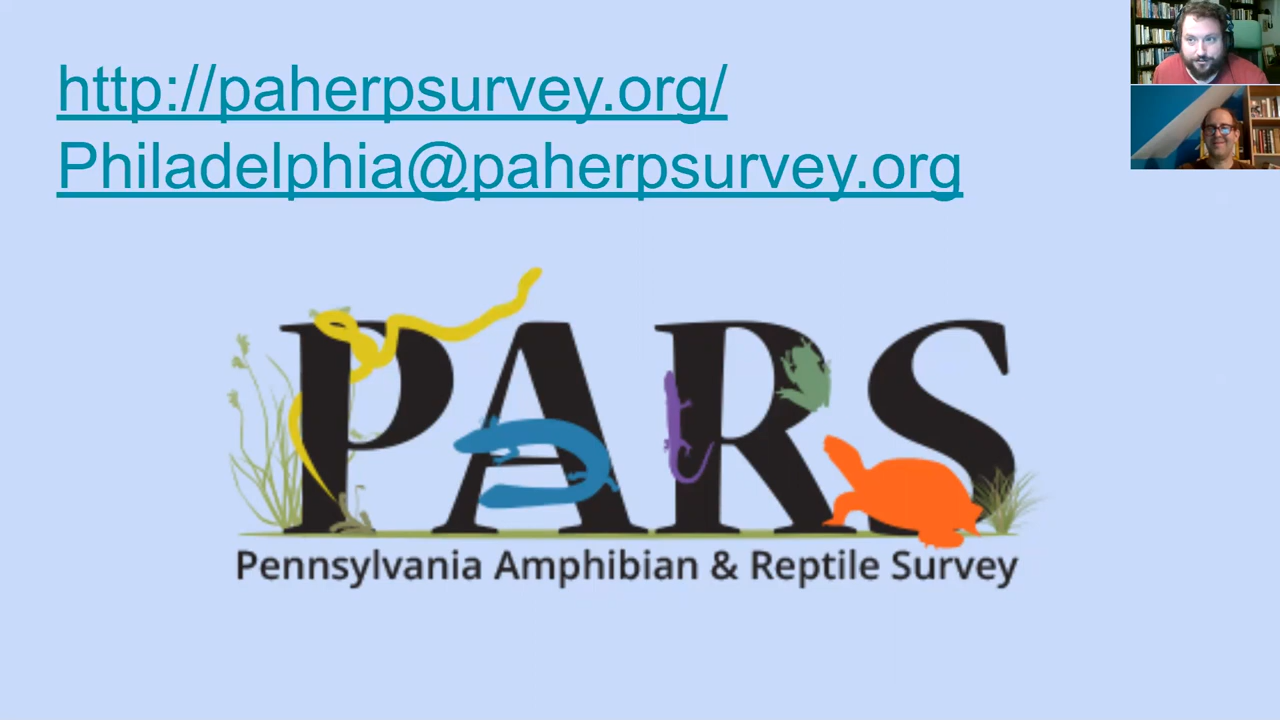 http://paherpsurvey.org/
Philadelphia@paherpsurvey.org
PARS
Pennsylvania Amphibian & Reptile Survey